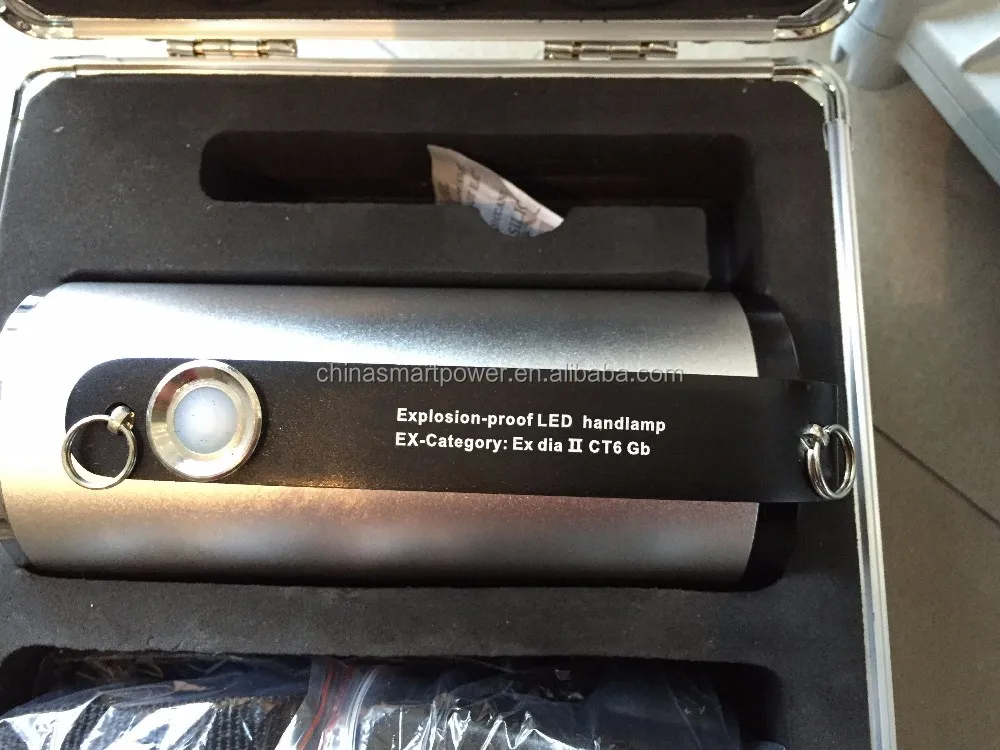 chinasmartpower.en.alibaba.com
Explosion-proof LED handlamp
EX-Category: Ex dia II CT6 Gb